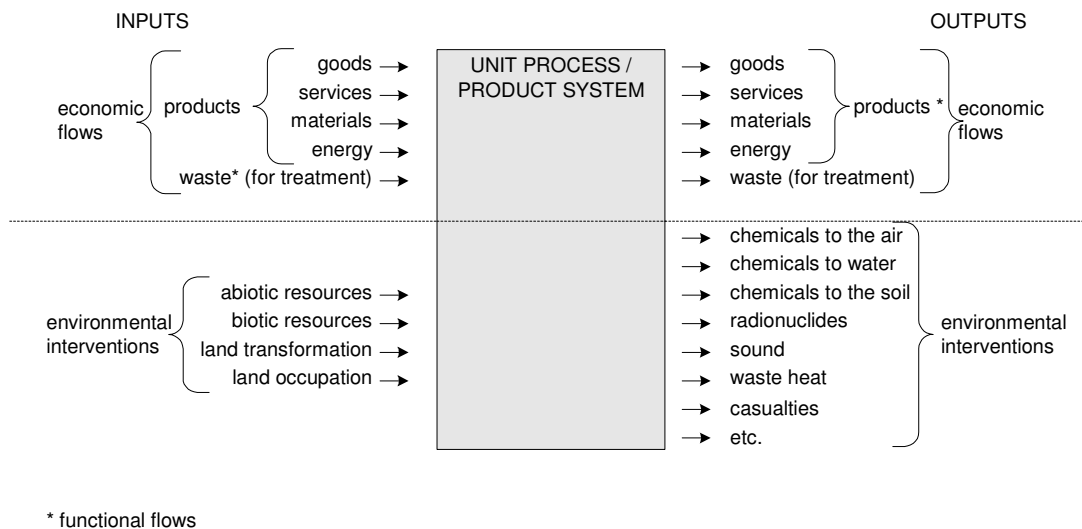 INPUTS
OUTPUTS
UNIT PROCESS /
PRODUCT SYSTEM
economic
flows
products
goods
services
materials
energy
waste* (for treatment)
goods
services
materials
energy
waste (for treatment)
products *
economic
flows
environmental
interventions
abiotic resources
biotic resources
land transformation
land occupation
chemicals to the air
chemicals to water
chemicals to the soil
radionuclides
sound
waste heat
casualties
etc.
environmental
interventions
* functional flows